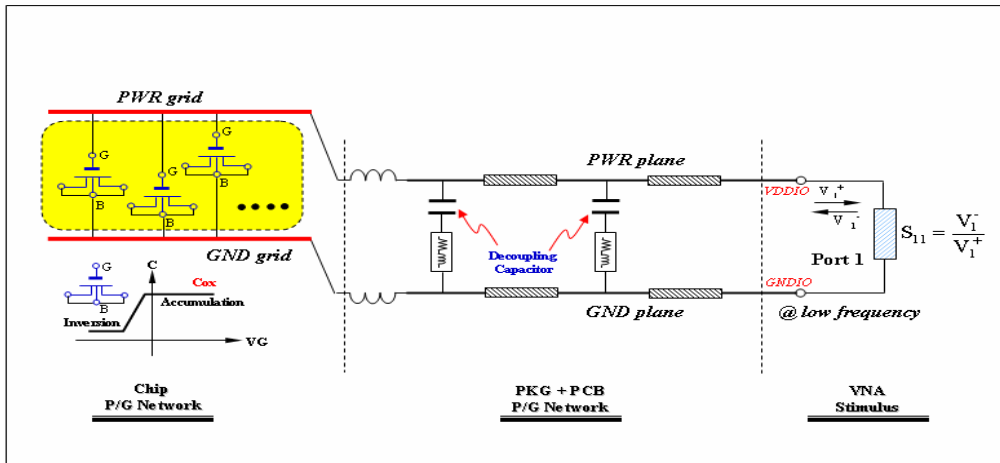 PWR grid
G
G
G
B
B
B
GND grid
G
B
C
Cox
Accumulation
Inversion
VG
Decoupling
Capacitor
PWR plane
GND plane
VDDIO
V1+
V1-
Port 1
S11 = V1- / V1+
GNDIO
@ low frequency
Chip
P/G Network
PKG + PCB
P/G Network
VNA
Stimulus